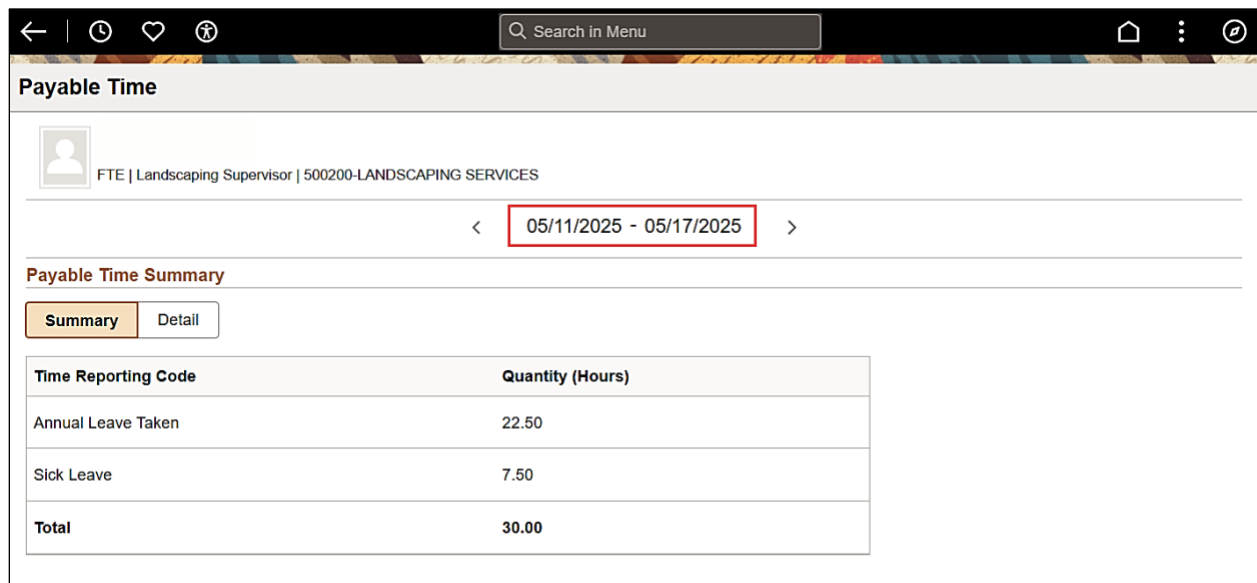 Search in Menu
Payable Time
FTE | Landscaping Supervisor | 500200-LANDSCAPING SERVICES
05/11/2025 - 05/17/2025
Payable Time Summary
Summary Detail
Time Reporting Code Quantity (Hours)
Annual Leave Taken 22.50
Sick Leave 7.50
Total 30.00